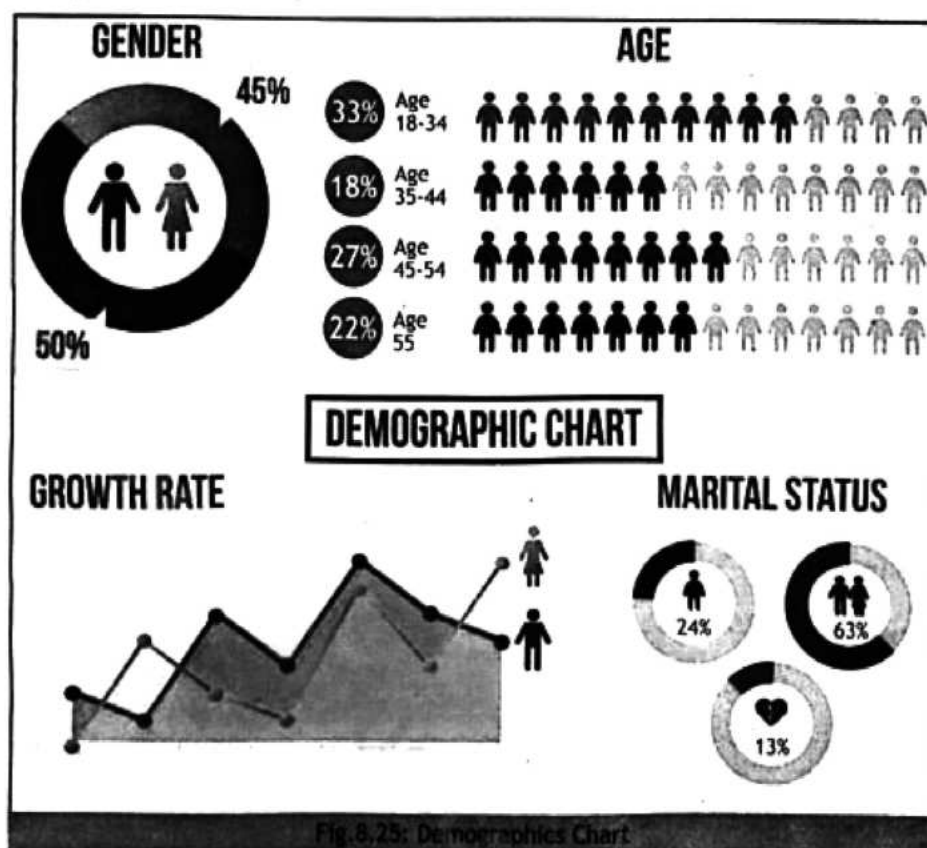 GENDER
45%
50%
AGE
33% Age
18-34
18% Age
35-44
27% Age
45-54
22% Age
55
DEMOGRAPHIC CHART
GROWTH RATE
MARITAL STATUS
24%
63%
13%
Fig.8.25: Demographics Chart